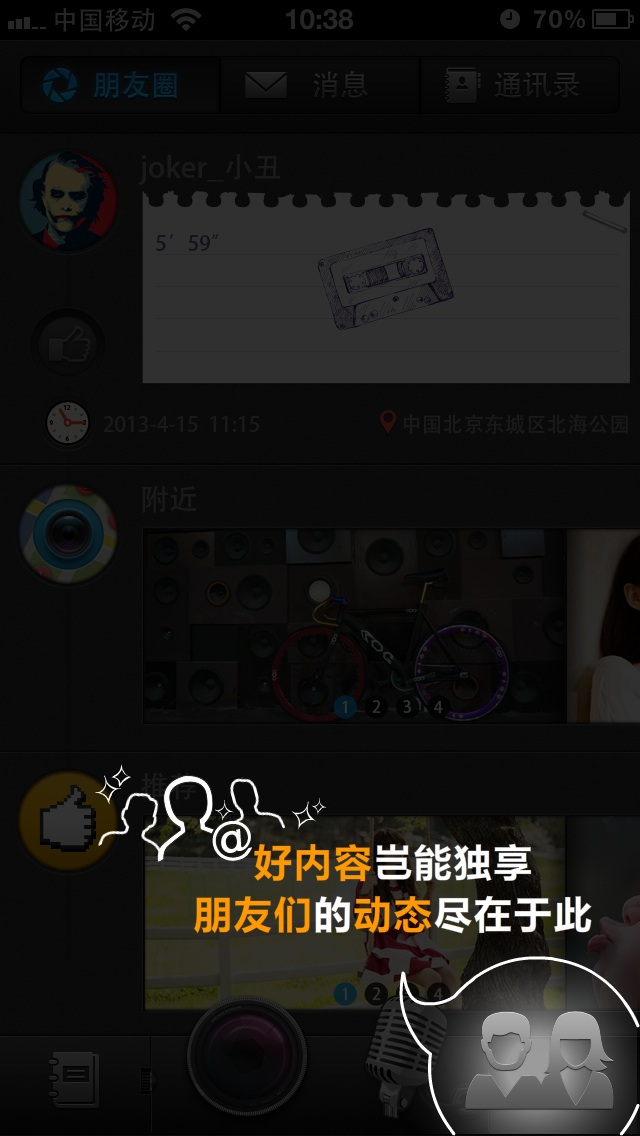 中国移动 10:38 70%
朋友圈 消息 通讯录
joker_小丑
5′ 59″
2013-4-15 11:15 中国北京东城区北海公园
附近
COG
1 2 3 4
推荐
@好内容岂能独享
朋友们的动态尽在于此
1 2 4